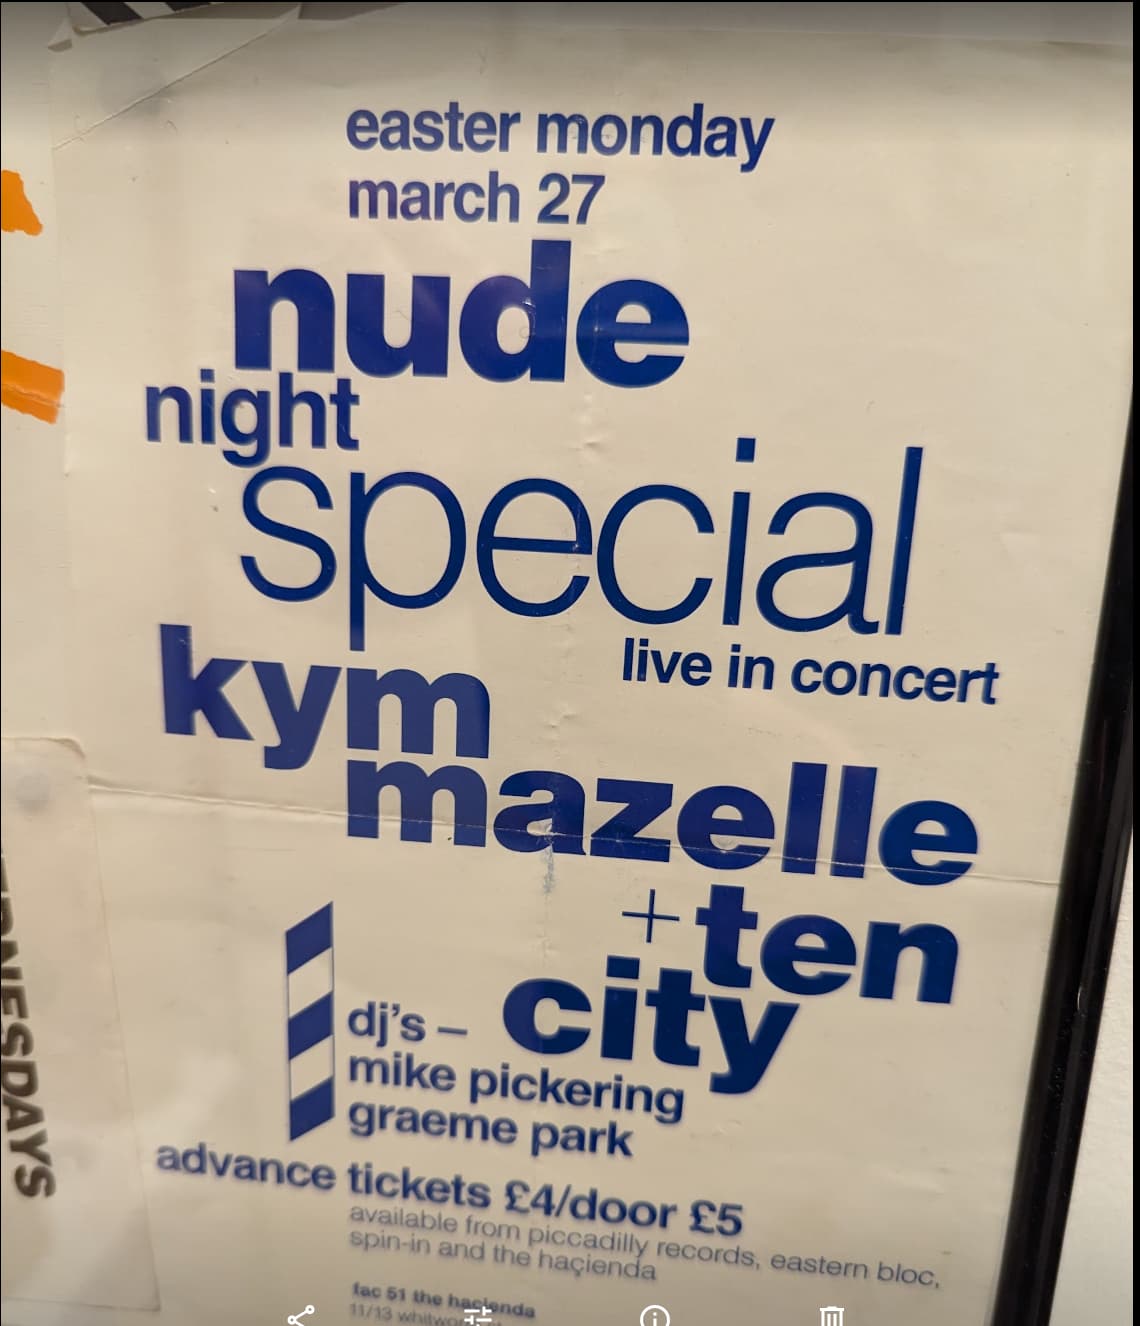 easter monday
march 27
nude
night
special
live in concert
kym
mazelle
+ ten
city
dj's –
mike pickering
graeme park
advance tickets £4/door £5
available from piccadilly records, eastern bloc,
spin-in and the haçienda
fac 51 the hacienda
11/13
NESDAYS